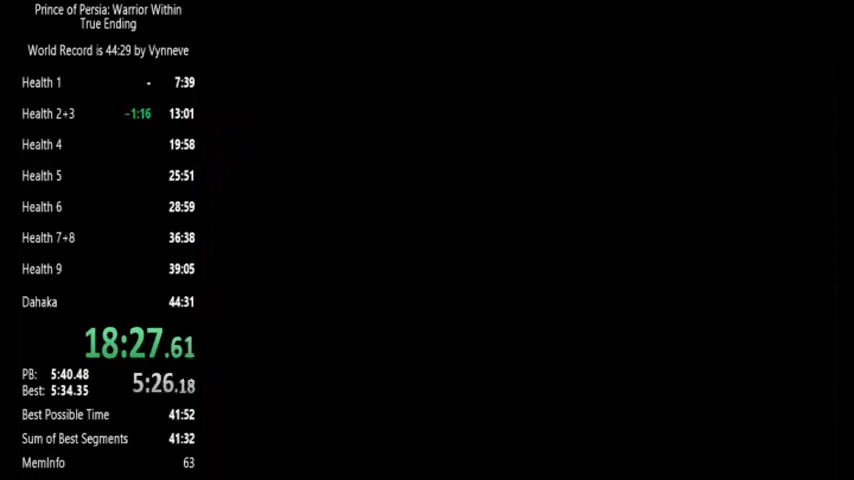 Prince of Persia: Warrior Within
True Ending
World Record is 44:29 by Vynneve
Health 1 - 7:39
Health 2+3 -1:16 13:01
Health 4 19:58
Health 5 25:51
Health 6 28:59
Health 7+8 36:38
Health 9 39:05
Dahaka 44:31
18:27.61
PB: 5:40.48
Best: 5:34.35
5:26.18
Best Possible Time 41:52
Sum of Best Segments 41:32
MemInfo 63